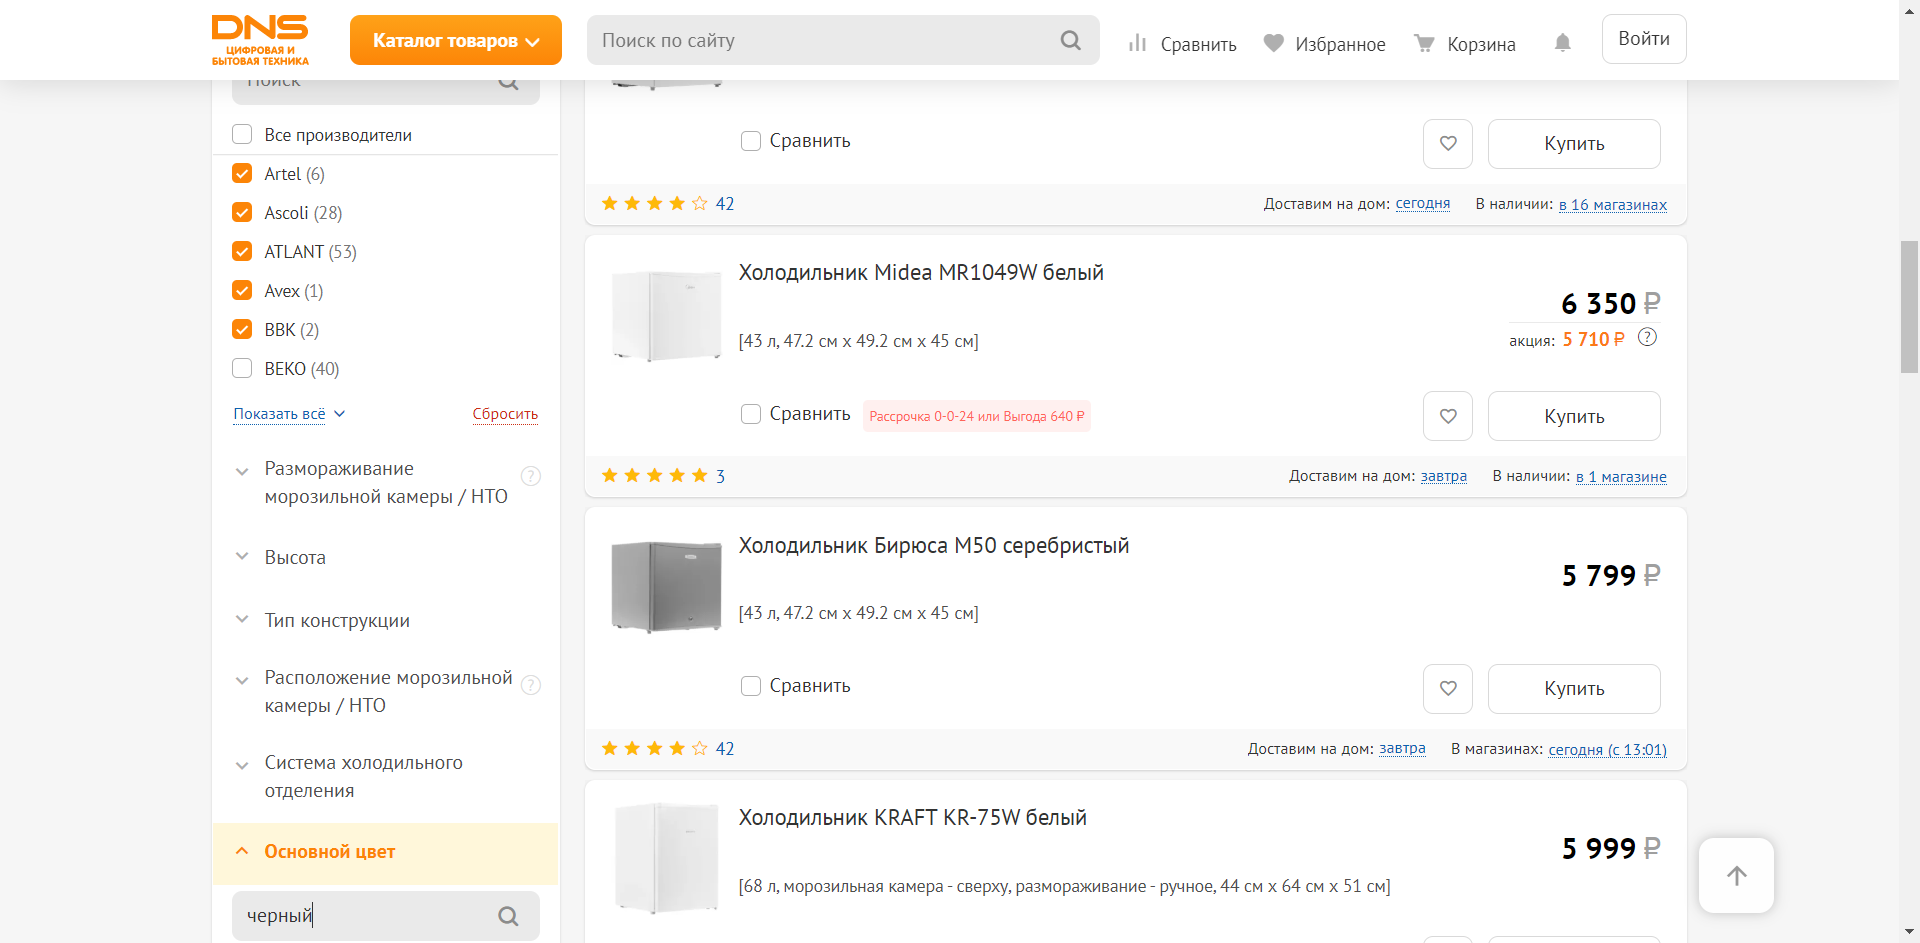 DNS
ЦИФРОВАЯ И
БЫТОВАЯ ТЕХНИКА
Каталог товаров
Поиск по сайту
Сравнить
Избранное
Корзина
Войти
Поиск
Все производители
Artel (6)
Ascoli (28)
ATLANT (53)
Avex (1)
BBK (2)
BEKO (40)
Показать всё
Сбросить
Размораживание
морозильной камеры / НТО
?
Высота
Тип конструкции
Расположение морозильной
камеры / НТО
?
Система холодильного
отделения
Основной цвет
черный
Сравнить
Купить
42
Доставим на дом: сегодня
В наличии: в 16 магазинах
Холодильник Midea MR1049W белый
6 350 ₽
[43 л, 47.2 см x 49.2 см x 45 см]
акция: 5 710 ₽ ?
Сравнить
Рассрочка 0-0-24 или Выгода 640 ₽
Купить
3
Доставим на дом: завтра
В наличии: в 1 магазине
Холодильник Бирюса M50 серебристый
5 799 ₽
[43 л, 47.2 см x 49.2 см x 45 см]
Сравнить
Купить
42
Доставим на дом: завтра
В магазинах: сегодня (с 13:01)
Холодильник KRAFT KR-75W белый
5 999 ₽
[68 л, морозильная камера - сверху, размораживание - ручное, 44 см x 64 см x 51 см]